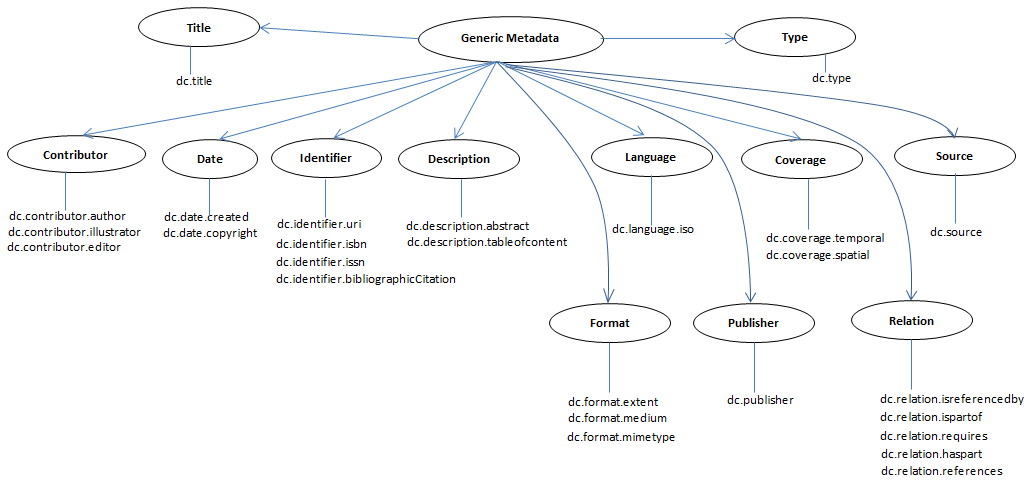 Title
Generic Metadata
Type
dc.title
dc.type
Contributor
Date
Identifier
Description
Language
Coverage
Source
dc.contributor.author
dc.contributor.illustrator
dc.contributor.editor
dc.date.created
dc.date.copyright
dc.identifier.uri
dc.identifier.isbn
dc.identifier.issn
dc.identifier.bibliographicCitation
dc.description.abstract
dc.description.tableofcontent
dc.language.iso
dc.coverage.temporal
dc.coverage.spatial
dc.source
Format
Publisher
Relation
dc.format.extent
dc.format.medium
dc.format.mimetype
dc.publisher
dc.relation.isreferencedby
dc.relation.ispartof
dc.relation.requires
dc.relation.haspart
dc.relation.references